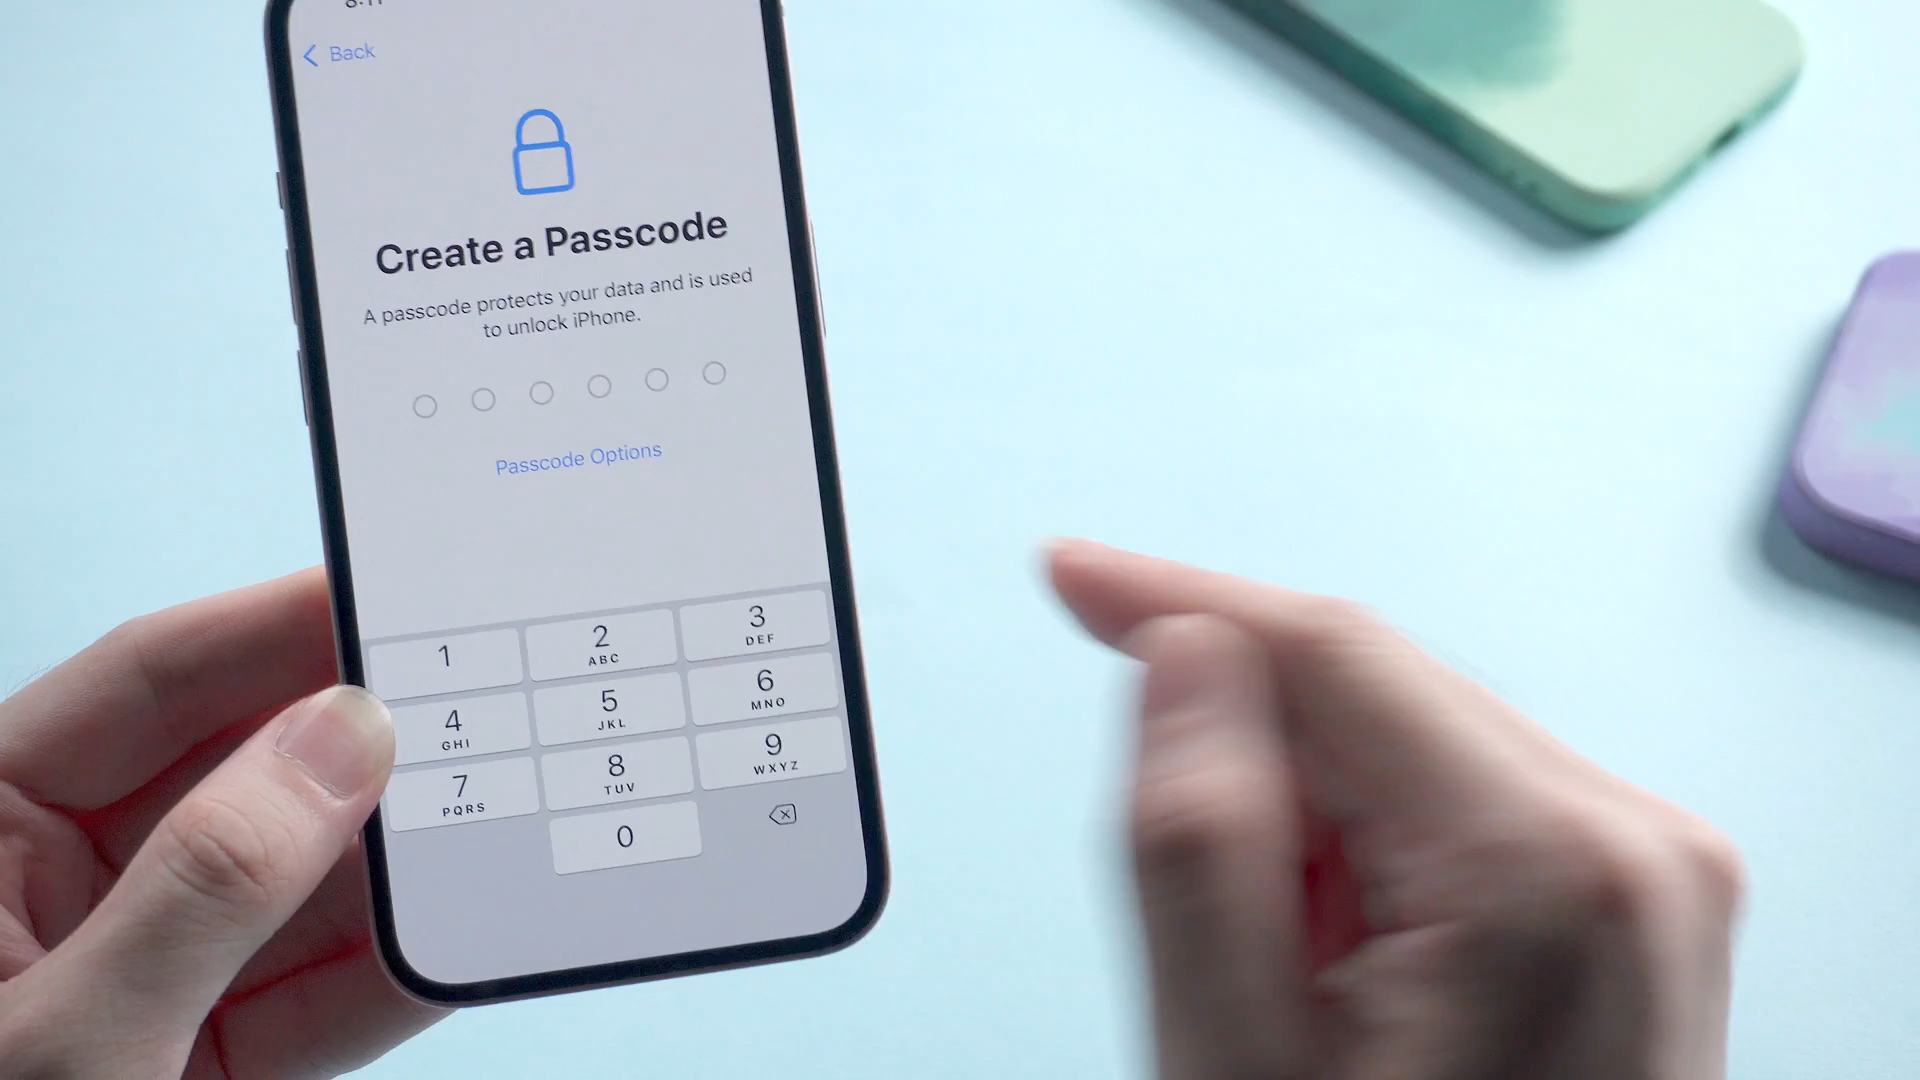 Back
Create a Passcode
A passcode protects your data and is used
to unlock iPhone.
Passcode Options
1
2
ABC
3
DEF
4
GHI
5
JKL
6
MNO
7
PQRS
8
TUV
9
WXYZ
0